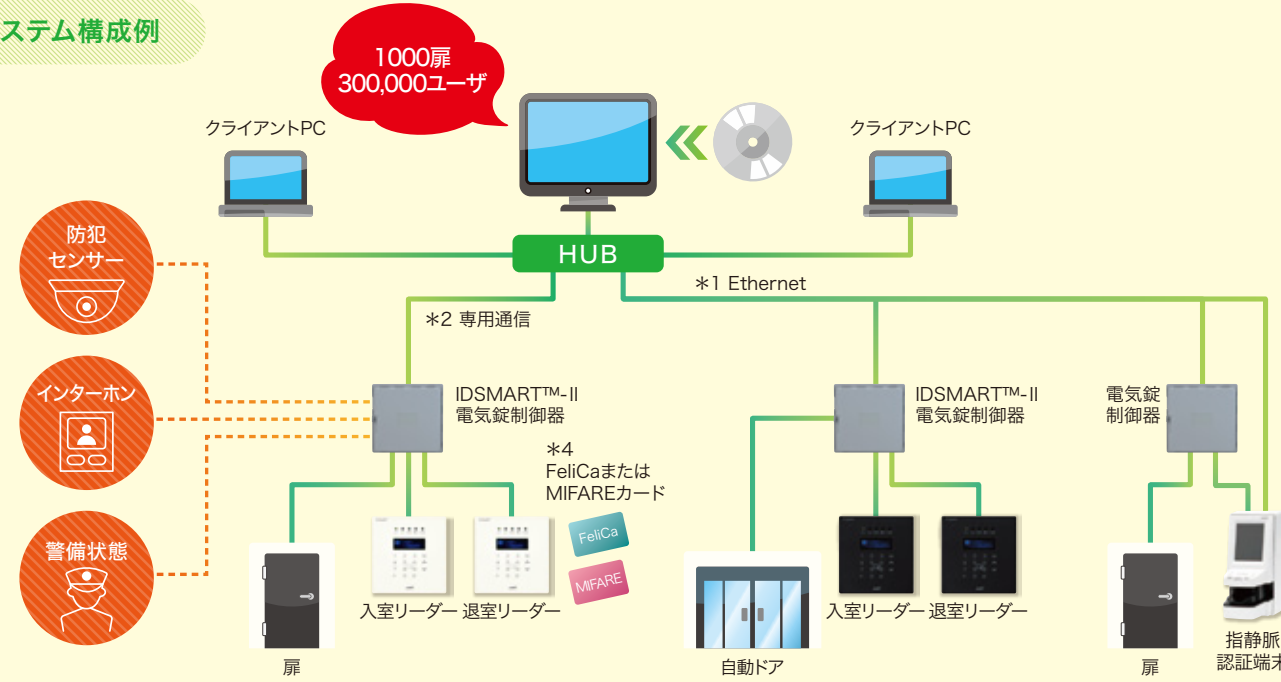 ステム構成例
1000扉
300,000ユーザ
クライアントPC
クライアントPC
HUB
防犯
センサー
*1 Ethernet
*2 専用通信
インターホン
IDSMART™-II
電気錠制御器
IDSMART™-II
電気錠制御器
電気錠
制御器
*4
FeliCaまたは
MIFAREカード
FeliCa
MIFARE
警備状態
入室リーダー
退室リーダー
入室リーダー
退室リーダー
扉
自動ドア
扉
指静脈
認証端末